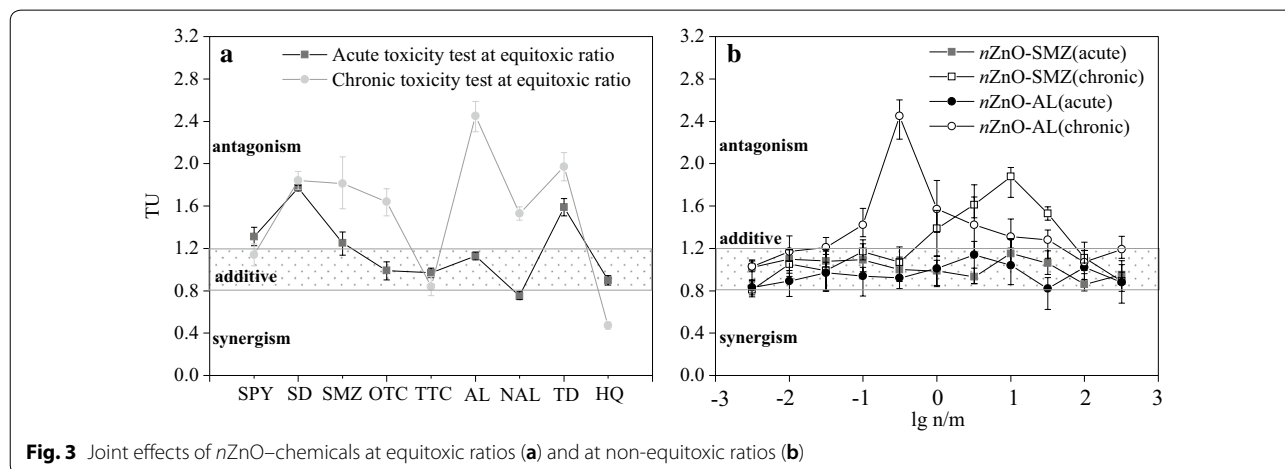 a
Acute toxicity test at equitoxic ratio
Chronic toxicity test at equitoxic ratio
TU
3.2
2.8
2.4
2.0
1.6
1.2
0.8
0.4
0.0
antagonism
additive
synergism
SPY SD SMZ OTC TTC AL NAL TD HQ
b
nZnO-SMZ(acute)
nZnO-SMZ(chronic)
nZnO-AL(acute)
nZnO-AL(chronic)
3.2
2.8
2.4
2.0
1.6
1.2
0.8
0.4
0.0
antagonism
additive
synergism
-3 -2 -1 0 1 2 3
lg n/m
Fig. 3 Joint effects of nZnO–chemicals at equitoxic ratios (a) and at non-equitoxic ratios (b)